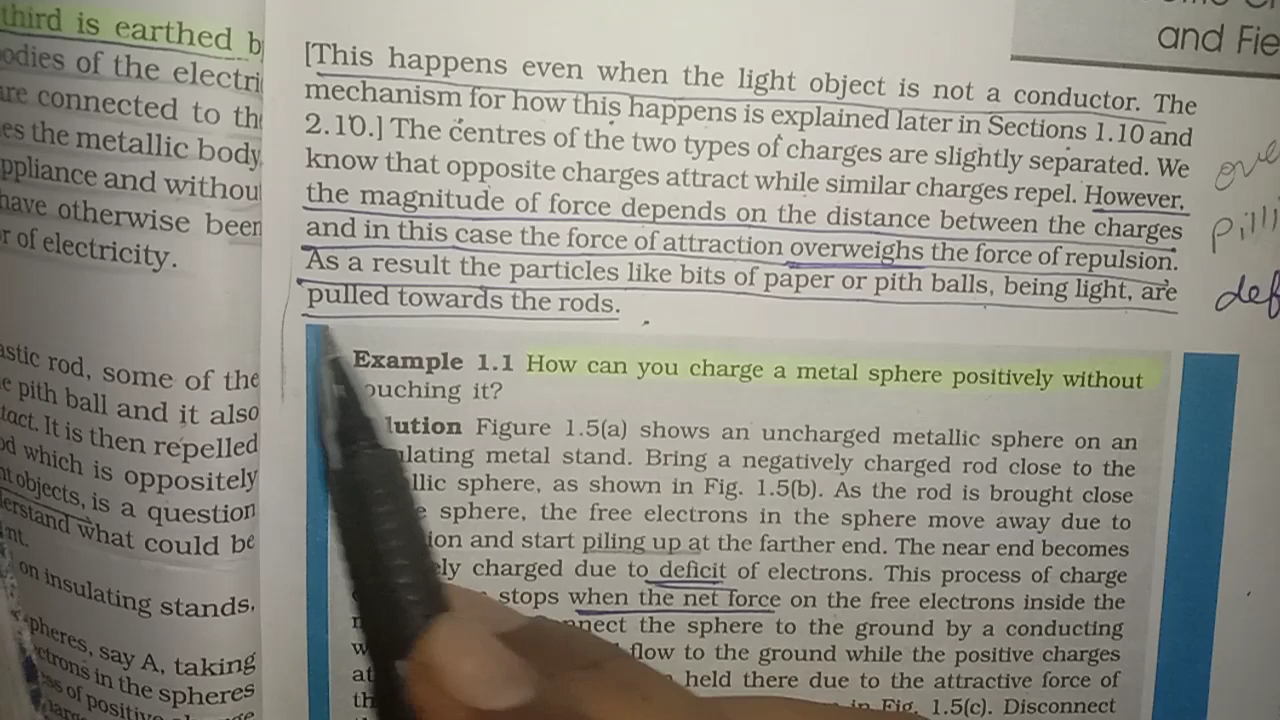 third is earthed
of the
are connected to
the metallic body
and
have otherwise been
of electricity.
rod, some of the
pith ball and it also
It is then repelled
which is oppositely
objects, is a question
what could be
on insulating stands,
say A, taking
in the spheres
of
and
[This happens even when the light object is not a conductor. The
mechanism for how this happens is explained later in Sections 1.10 and
2.10.] The centres of the two types of charges are slightly separated. We
know that opposite charges attract while similar charges repel. However,
the magnitude of force depends on the distance between the charges
and in this case the force of attraction overweighs the force of repulsion.
As a result the particles like bits of paper or pith balls, being light, are
pulled towards the rods.
Example 1.1 How can you charge a metal sphere positively without
ouching it?
lution Figure 1.5(a) shows an uncharged metallic sphere on an
lating metal stand. Bring a negatively charged rod close to the
llic sphere, as shown in Fig. 1.5(b). As the rod is brought close
sphere, the free electrons in the sphere move away due to
ion and start piling up at the farther end. The near end becomes
ly charged due to deficit of electrons. This process of charge
stops when the net force on the free electrons inside the
nect the sphere to the ground by a conducting
flow to the ground while the positive charges
at held there due to the attractive force of
in Fig. 1.5(c). Disconnect